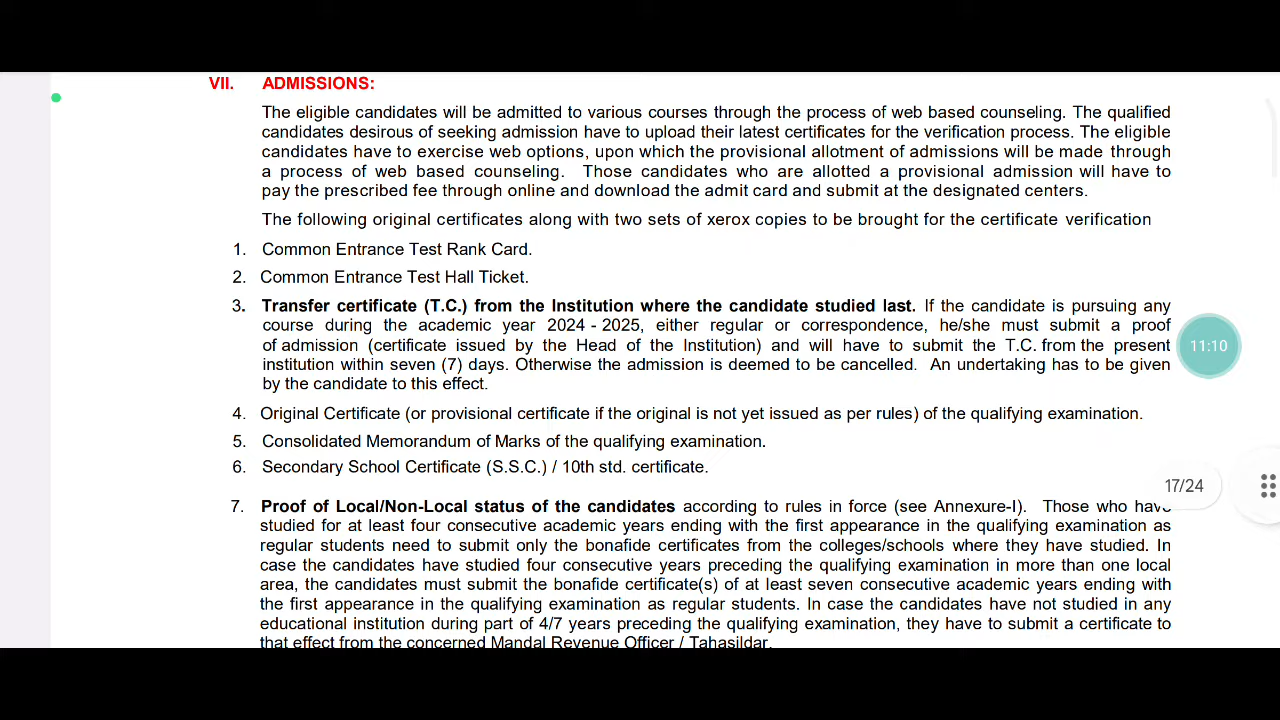 VII. ADMISSIONS:
The eligible candidates will be admitted to various courses through the process of web based counseling. The qualified
candidates desirous of seeking admission have to upload their latest certificates for the verification process. The eligible
candidates have to exercise web options, upon which the provisional allotment of admissions will be made through
a process of web based counseling. Those candidates who are allotted a provisional admission will have to
pay the prescribed fee through online and download the admit card and submit at the designated centers.
The following original certificates along with two sets of xerox copies to be brought for the certificate verification
1. Common Entrance Test Rank Card.
2. Common Entrance Test Hall Ticket.
3. Transfer certificate (T.C.) from the Institution where the candidate studied last. If the candidate is pursuing any
course during the academic year 2024 - 2025, either regular or correspondence, he/she must submit a proof
of admission (certificate issued by the Head of the Institution) and will have to submit the T.C. from the present
11:10
institution within seven (7) days. Otherwise the admission is deemed to be cancelled. An undertaking has to be given
by the candidate to this effect.
4. Original Certificate (or provisional certificate if the original is not yet issued as per rules) of the qualifying examination.
5. Consolidated Memorandum of Marks of the qualifying examination.
6. Secondary School Certificate (S.S.C.) / 10th std. certificate.
17/24
7. Proof of Local/Non-Local status of the candidates according to rules in force (see Annexure-I). Those who have
studied for at least four consecutive academic years ending with the first appearance in the qualifying examination as
regular students need to submit only the bonafide certificates from the colleges/schools where they have studied. In
case the candidates have studied four consecutive years preceding the qualifying examination in more than one local
area, the candidates must submit the bonafide certificate(s) of at least seven consecutive academic years ending with
the first appearance in the qualifying examination as regular students. In case the candidates have not studied in any
educational institution during part of 4/7 years preceding the qualifying examination, they have to submit a certificate to
that effect from the concerned Mandal Revenue Officer / Tahasildar.